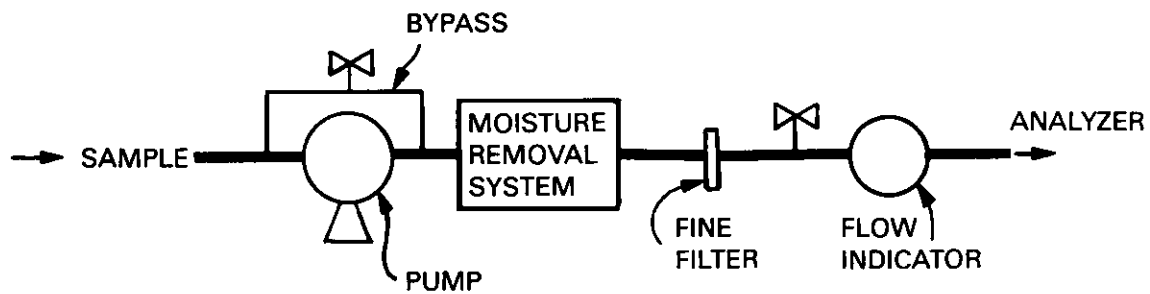 BYPASS
SAMPLE
PUMP
MOISTURE
REMOVAL
SYSTEM
FINE
FILTER
FLOW
INDICATOR
ANALYZER